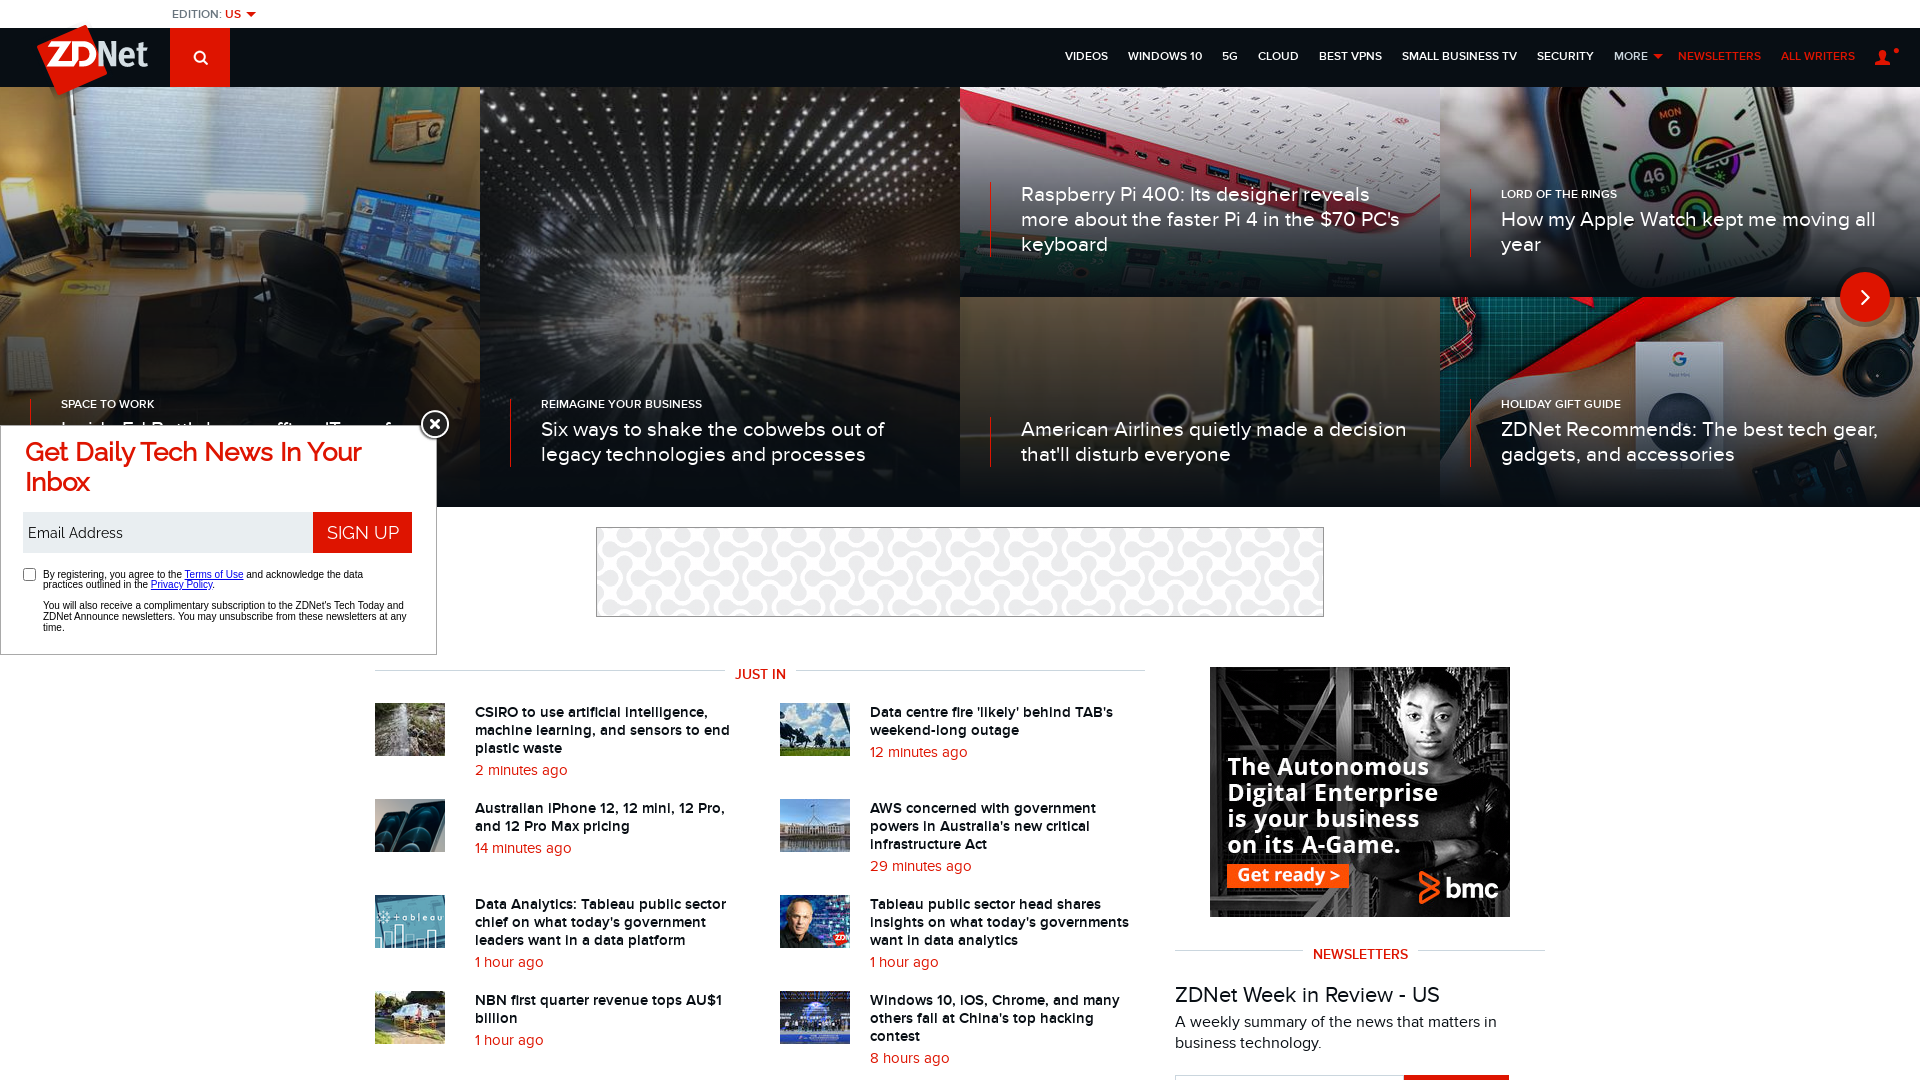 EDITION: US
ZDNet
VIDEOS WINDOWS 10 5G CLOUD BEST VPNS SMALL BUSINESS TV SECURITY MORE NEWSLETTERS ALL WRITERS
SPACE TO WORK
REIMAGINE YOUR BUSINESS
Six ways to shake the cobwebs out of
legacy technologies and processes
Raspberry Pi 400: Its designer reveals
more about the faster Pi 4 in the $70 PC's
keyboard
MON
6
46
LORD OF THE RINGS
How my Apple Watch kept me moving all
year
American Airlines quietly made a decision
that'll disturb everyone
HOLIDAY GIFT GUIDE
ZDNet Recommends: The best tech gear,
gadgets, and accessories
Get Daily Tech News In Your
Inbox
Email Address
SIGN UP
By registering, you agree to the Terms of Use and acknowledge the data
practices outlined in the Privacy Policy.
You will also receive a complimentary subscription to the ZDNet's Tech Today and
ZDNet Announce newsletters. You may unsubscribe from these newsletters at any
time.
JUST IN
CSIRO to use artificial intelligence,
machine learning, and sensors to end
plastic waste
2 minutes ago
Data centre fire 'likely' behind TAB's
weekend-long outage
12 minutes ago
Australian iPhone 12, 12 mini, 12 Pro,
and 12 Pro Max pricing
14 minutes ago
AWS concerned with government
powers in Australia's new critical
infrastructure Act
29 minutes ago
Data Analytics: Tableau public sector
chief on what today's government
leaders want in a data platform
1 hour ago
Tableau public sector head shares
insights on what today's governments
want in data analytics
1 hour ago
NBN first quarter revenue tops AU$1
billion
1 hour ago
Windows 10, iOS, Chrome, and many
others fall at China's top hacking
contest
8 hours ago
The Autonomous
Digital Enterprise
is your business
on its A-Game.
Get ready >
bmc
NEWSLETTERS
ZDNet Week in Review - US
A weekly summary of the news that matters in
business technology.